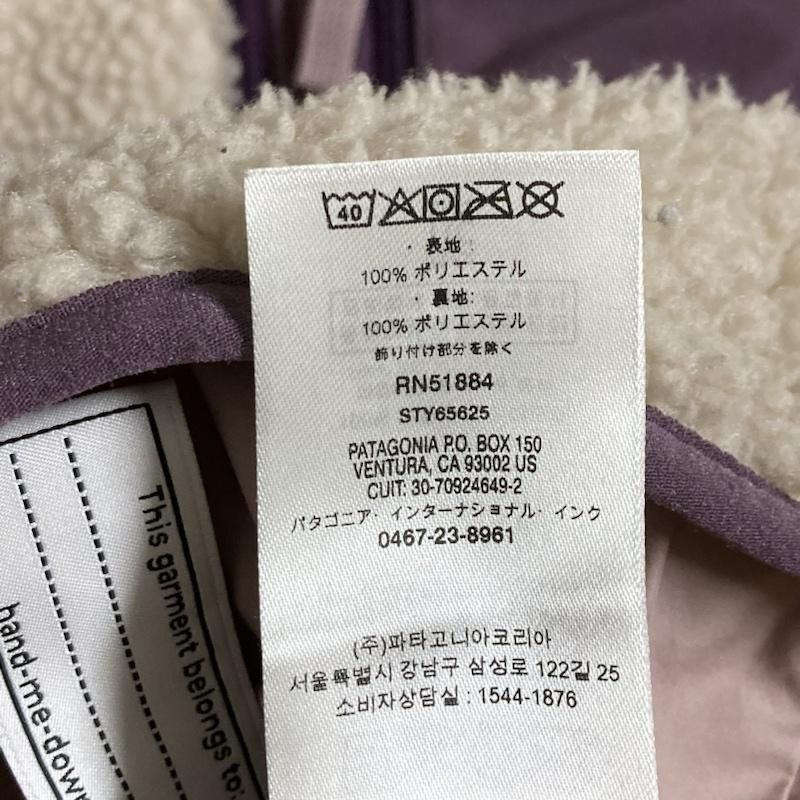 40
・表地:
100% ポリエステル
・裏地:
100% ポリエステル
飾り付け部分を除く
RN51884
STY65625
PATAGONIA P.O. BOX 150
VENTURA, CA 93002 US
CUIT: 30-70924649-2
パタゴニア・インターナショナル・インク
0467-23-8961
(주)파타고니아코리아
서울특별시 강남구 삼성로 122길 25
소비자상담실 : 1544-1876
This garment belongs to:
hand-me-down